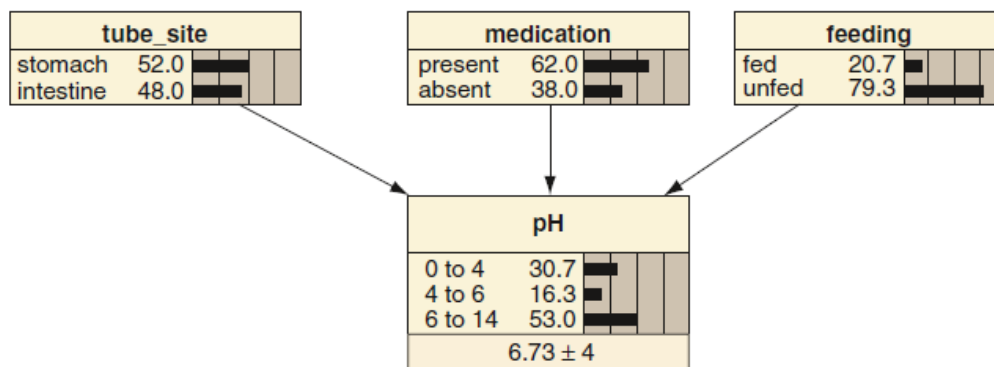 tube_site
stomach 52.0
intestine 48.0
medication
present 62.0
absent 38.0
feeding
fed 20.7
unfed 79.3
pH
0 to 4 30.7
4 to 6 16.3
6 to 14 53.0
6.73 ± 4